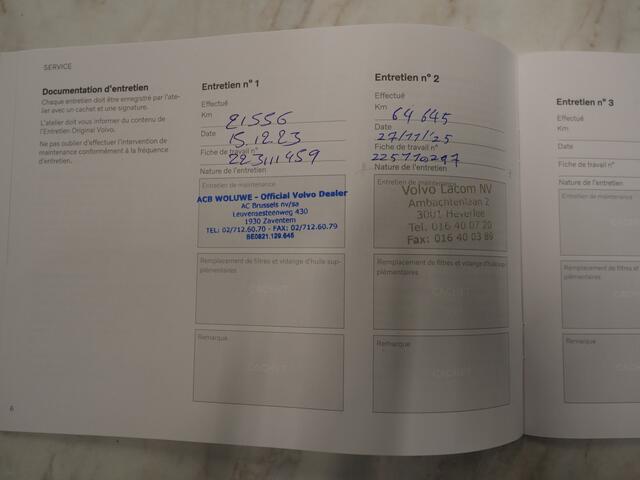 SERVICE
Documentation d'entretien
Chaque entretien doit être enregistré par l'ate-
lier avec un cachet et une signature.
L'atelier doit vous informer du contenu de
l'Entretien Original Volvo.
Ne pas oublier d'effectuer l'intervention de
maintenance conformément à la fréquence
d'entretien.
6
Entretien n° 1
Effectué
Km 21556
Date 15.12.23
Fiche de travail n°
Nature de l'entretien
Entretien de maintenance
ACB WOLUWE - Official Volvo Dealer
AC Brussels nv/sa
Leuvensesteenweg 430
1930 Zaventem
TEL: 02/712.60.70 - FAX: 02/712.60.79
BE0821.129.645
Remplacement de filtres et vidange d'huile sup-
plémentaires
CACHET
Remarque
CACHET
Entretien n° 2
Effectué
Km 64 645
Date 27/11/25
Fiche de travail n°
Nature de l'entretien
Entretien de maintenance
Volvo Lacom NV
Ambachtenlaan 2
3001 Heverlee
Tel. 016 40 07 20
Fax: 016 40 03 89
Remplacement de filtres et vidange d'huile sup-
plémentaires
CACHET
Remarque
CACHET
Entretien n° 3
Effectué
Km
Date
Fiche de travail n°
Nature de l'entretien
Entretien de maintenance
Remplacement de filtres et
plémentaires
Remarque